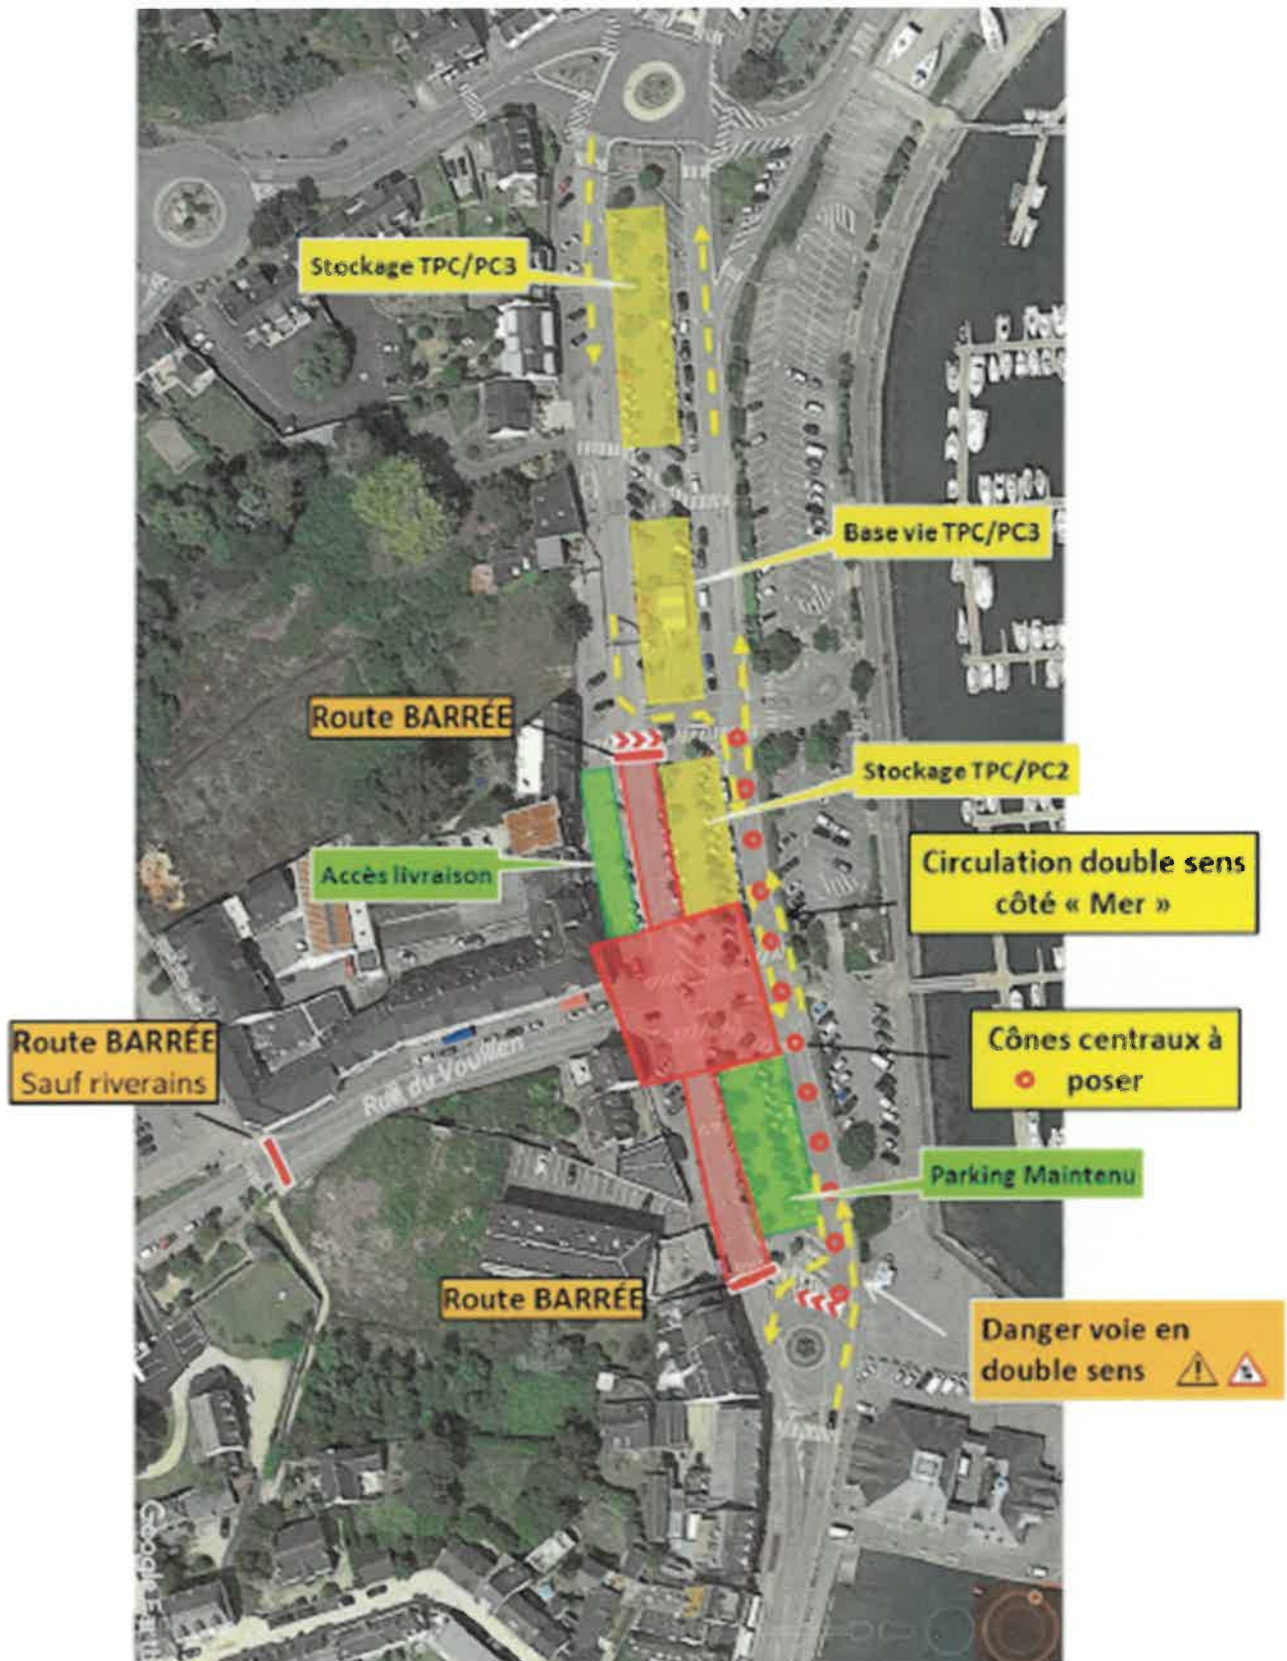 Stockage TPC/PC3
Base vie TPC/PC3
Route BARRÉE
Stockage TPC/PC2
Accès livraison
Circulation double sens
côté « Mer »
Route BARRÉE
Sauf riverains
Rue du Vouillen
Cônes centraux à
poser
Parking Maintenu
Route BARRÉE
Danger voie en
double sens
Google Earth